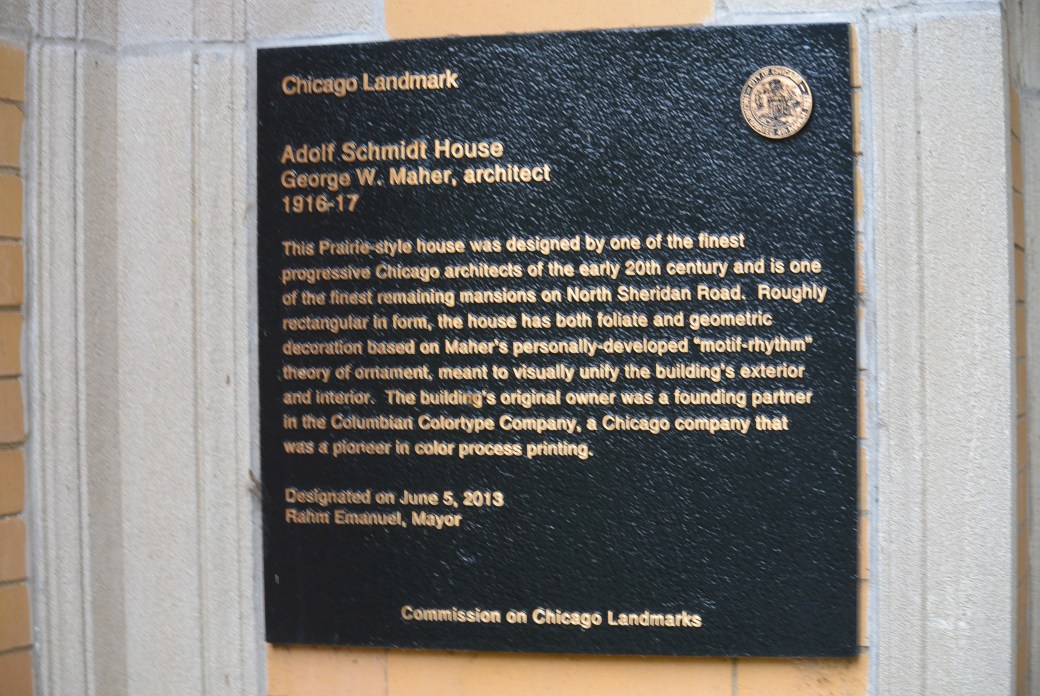 Chicago Landmark
CITY OF CHICAGO
Adolf Schmidt House
George W. Maher, architect
1916-17
This Prairie-style house was designed by one of the finest
progressive Chicago architects of the early 20th century and is one
of the finest remaining mansions on North Sheridan Road. Roughly
rectangular in form, the house has both foliate and geometric
decoration based on Maher's personally-developed "motif-rhythm"
theory of ornament, meant to visually unify the building's exterior
and interior. The building's original owner was a founding partner
in the Columbian Colortype Company, a Chicago company that
was a pioneer in color process printing.
Designated on June 5, 2013
Rahm Emanuel, Mayor
Commission on Chicago Landmarks